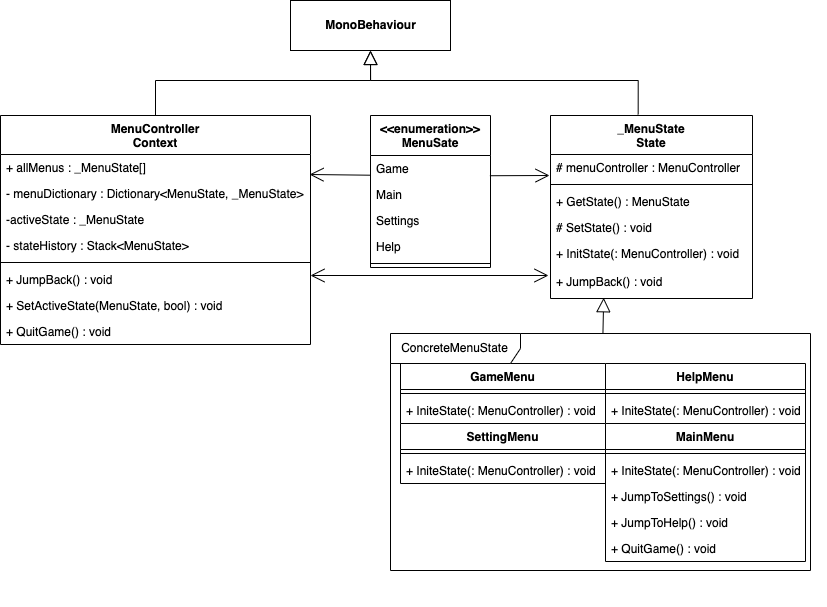 MonoBehaviour
MenuController
Context
+ allMenus : _MenuState[]
- menuDictionary : Dictionary<MenuState, _MenuState>
-activeState : _MenuState
- stateHistory : Stack<MenuState>
+ JumpBack() : void
+ SetActiveState(MenuState, bool) : void
+ QuitGame() : void
<<enumeration>>
MenuSate
Game
Main
Settings
Help
_MenuState
State
# menuController : MenuController
+ GetState() : MenuState
# SetState() : void
+ InitState(: MenuController) : void
+ JumpBack() : void
ConcreteMenuState
GameMenu
+ IniteState(: MenuController) : void
HelpMenu
+ IniteState(: MenuController) : void
SettingMenu
+ IniteState(: MenuController) : void
MainMenu
+ IniteState(: MenuController) : void
+ JumpToSettings() : void
+ JumpToHelp() : void
+ QuitGame() : void